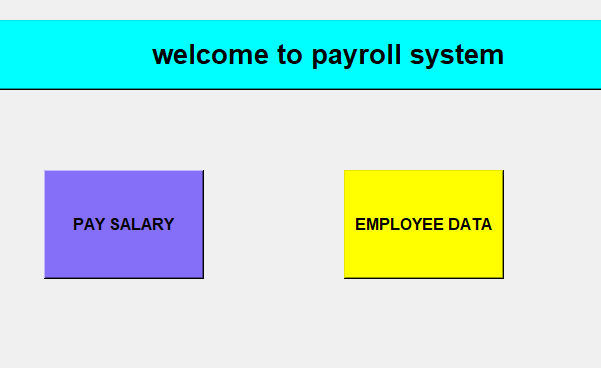 welcome to payroll system
PAY SALARY
EMPLOYEE DATA